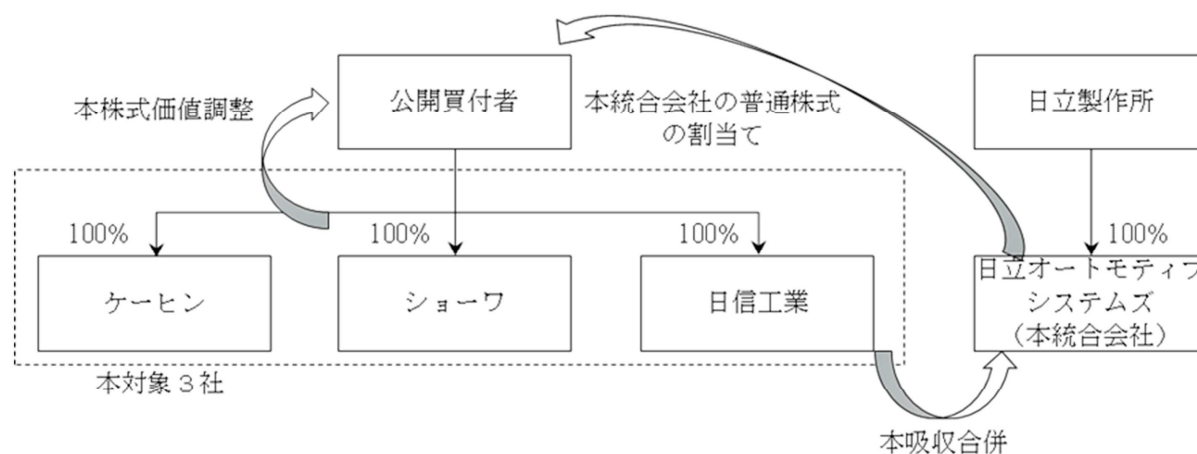 公開買付者
日立製作所
本株式価値調整
本統合会社の普通株式
の割当て
100%
100%
100%
100%
ケーヒン
ショーワ
日信工業
日立オートモティブ
システムズ
（本統合会社）
本対象３社
本吸収合併